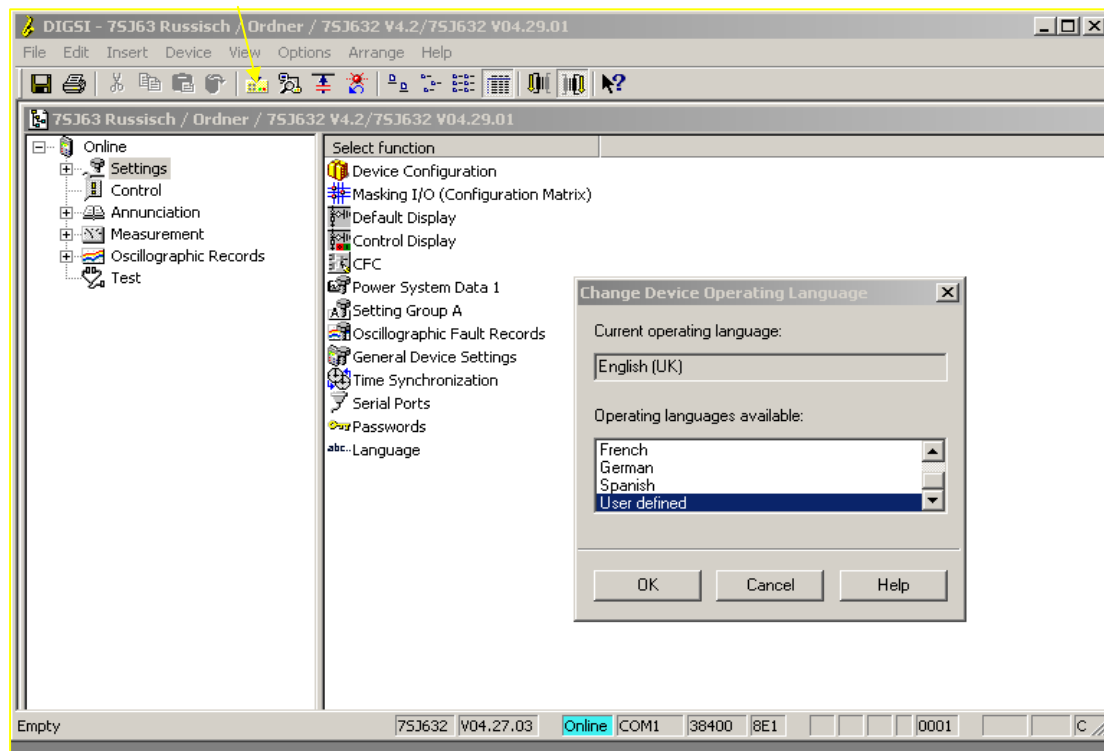 DIGSI - 7SJ63 Russisch / Ordner / 7SJ632 V4.2/7SJ632 V04.29.01
File Edit Insert Device View Options Arrange Help
7SJ63 Russisch / Ordner / 7SJ632 V4.2/7SJ632 V04.29.01
Online
Settings
Control
Annunciation
Measurement
Oscillographic Records
Test
Select function
Device Configuration
Masking I/O (Configuration Matrix)
Default Display
Control Display
CFC
Power System Data 1
Setting Group A
Oscillographic Fault Records
General Device Settings
Time Synchronization
Serial Ports
Passwords
abc.. Language
Change Device Operating Language
Current operating language:
English (UK)
Operating languages available:
French
German
Spanish
User defined
OK Cancel Help
Empty 7SJ632 V04.27.03 Online COM1 38400 8E1 0001 C